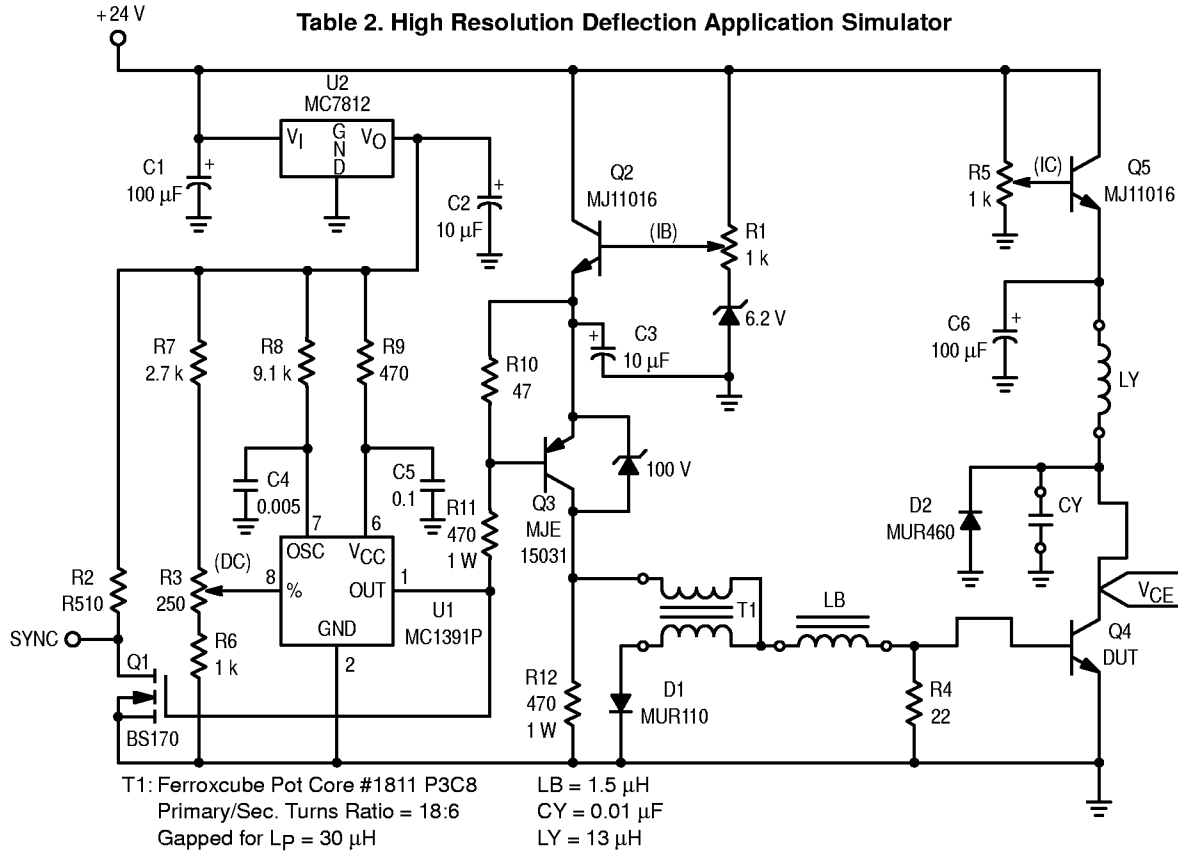 +24 V
Table 2. High Resolution Deflection Application Simulator
U2
MC7812
VI
GND
VO
C1
100 μF
+
C2
10 μF
+
Q2
MJ11016
(IB)
R1
1 k
R5
1 k
(IC)
Q5
MJ11016
6.2 V
C3
10 μF
+
C6
100 μF
+
LY
R7
2.7 k
R8
9.1 k
R9
470
R10
47
C4
0.005
C5
0.1
100 V
Q3
MJE
15031
R11
470
1 W
D2
MUR460
CY
7
6
OSC
VCC
(DC)
8
%
OUT
1
GND
2
U1
MC1391P
R2
R510
R3
250
SYNC
R6
1 k
Q1
BS170
T1
LB
VCE
Q4
DUT
R12
470
1 W
D1
MUR110
R4
22
T1: Ferroxcube Pot Core #1811 P3C8
Primary/Sec. Turns Ratio = 18:6
Gapped for LP = 30 μH
LB = 1.5 μH
CY = 0.01 μF
LY = 13 μH